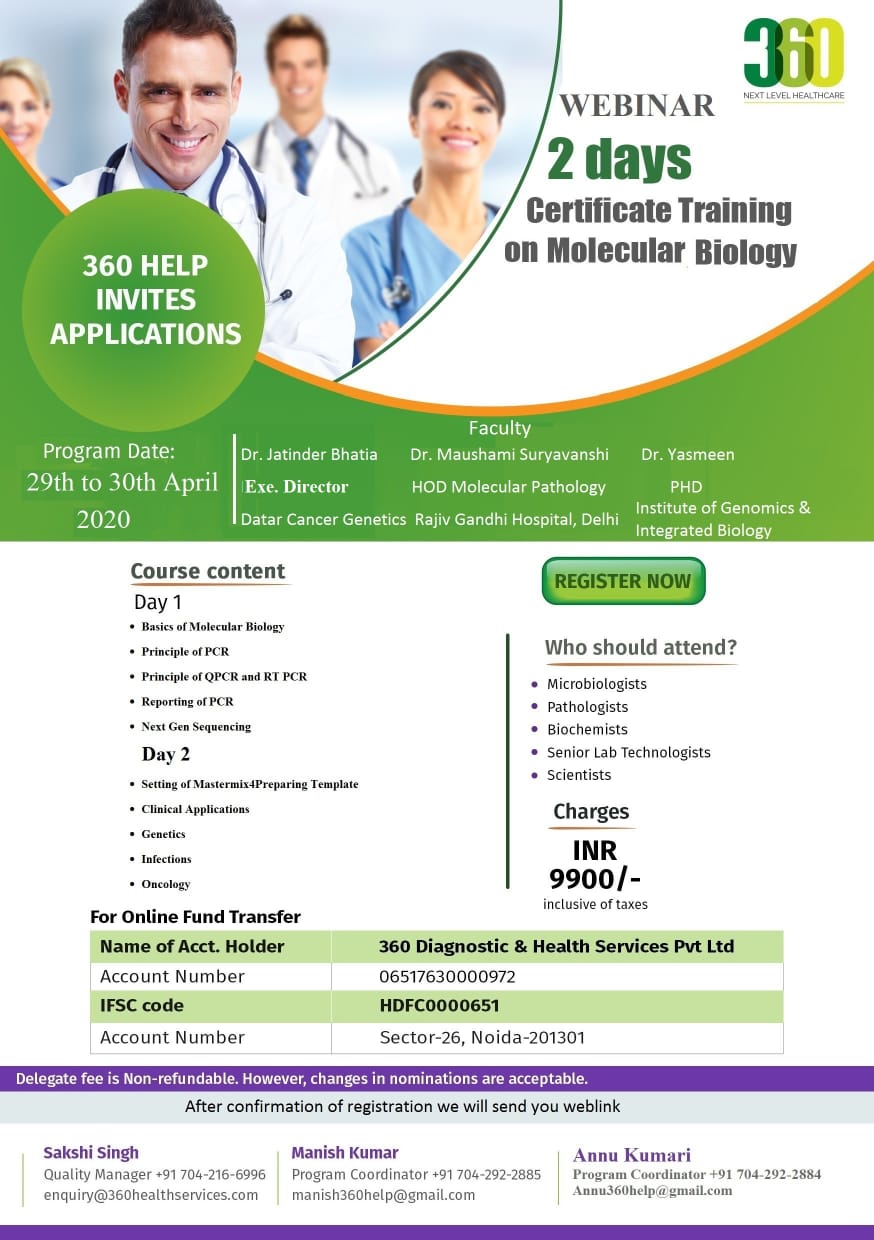 360
NEXT LEVEL HEALTHCARE
WEBINAR
2 days
Certificate Training
on Molecular Biology
360 HELP
INVITES
APPLICATIONS
Program Date:
29th to 30th April
2020
Faculty
Dr. Jatinder Bhatia
Exe. Director
Datar Cancer Genetics
Dr. Maushami Suryavanshi
HOD Molecular Pathology
Rajiv Gandhi Hospital, Delhi
Dr. Yasmeen
PHD
Institute of Genomics &
Integrated Biology
Course content
Day 1
• Basics of Molecular Biology
• Principle of PCR
• Principle of QPCR and RT PCR
• Reporting of PCR
• Next Gen Sequencing
Day 2
• Setting of Mastermix4Preparing Template
• Clinical Applications
• Genetics
• Infections
• Oncology
REGISTER NOW
Who should attend?
• Microbiologists
• Pathologists
• Biochemists
• Senior Lab Technologists
• Scientists
Charges
INR
9900/-
inclusive of taxes
For Online Fund Transfer
Name of Acct. Holder 360 Diagnostic & Health Services Pvt Ltd
Account Number 06517630000972
IFSC code HDFC0000651
Account Number Sector-26, Noida-201301
Delegate fee is Non-refundable. However, changes in nominations are acceptable.
After confirmation of registration we will send you weblink
Sakshi Singh
Quality Manager +91 704-216-6996
enquiry@360healthservices.com
Manish Kumar
Program Coordinator +91 704-292-2885
manish360help@gmail.com
Annu Kumari
Program Coordinator +91 704-292-2884
Annu360help@gmail.com